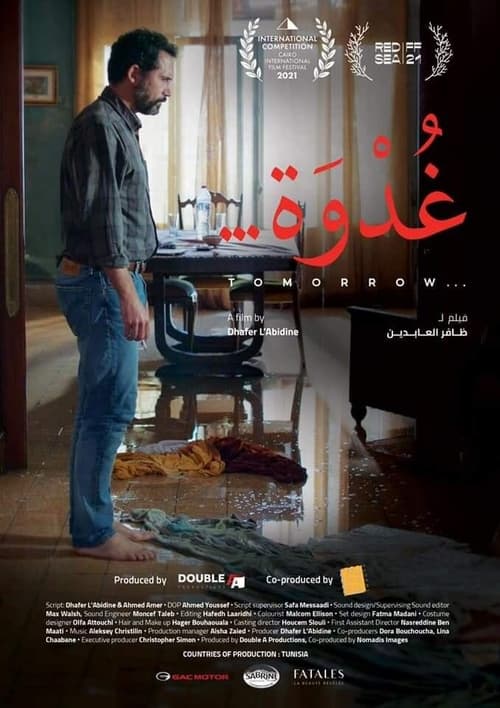 INTERNATIONAL
COMPETITION
CAIRO
INTERNATIONAL
FILM FESTIVAL
2021
RED FF
SEA 21
غُدْوَة...
TOMORROW...
A film by
Dhafer L'Abidine
فيلم لـ
ظافر العابدين
Produced by DOUBLE A Co-produced by
PRODUCTIONS
Script: Dhafer L'Abidine & Ahmed Amer • DOP Ahmed Youssef • Script supervisor Safa Messaadi • Sound design/Supervising Sound editor
Max Walsh, Sound Engineer Moncef Taleb • Editing Hafedh Laaridhi • Colourist Malcom Ellison • Set design Fatma Madani • Costume
designer Olfa Attouchi • Hair and Make up Hager Bouhaouala • Casting director Houcem Slouli • First Assistant Director Nasreddine Ben
Maati • Music Aleksey Christilin • Production manager Aisha Zaied • Producer Dhafer L'Abidine • Co-producers Dora Bouchoucha, Lina
Chaabane • Executive producer Christopher Simon • Produced by Double A Productions, Co-produced by Nomadis Images
COUNTRIES OF PRODUCTION : TUNISIA
GAC MOTOR SABRINE FATALES
LA BEAUTÉ RÉVÉLÉE